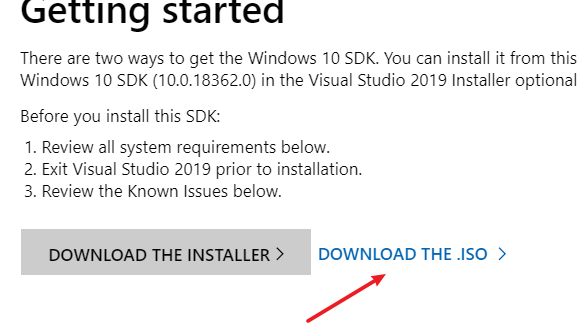 Getting started
There are two ways to get the Windows 10 SDK. You can install it from this
Windows 10 SDK (10.0.18362.0) in the Visual Studio 2019 Installer optional
Before you install this SDK:
1. Review all system requirements below.
2. Exit Visual Studio 2019 prior to installation.
3. Review the Known Issues below.
DOWNLOAD THE INSTALLER > DOWNLOAD THE .ISO >